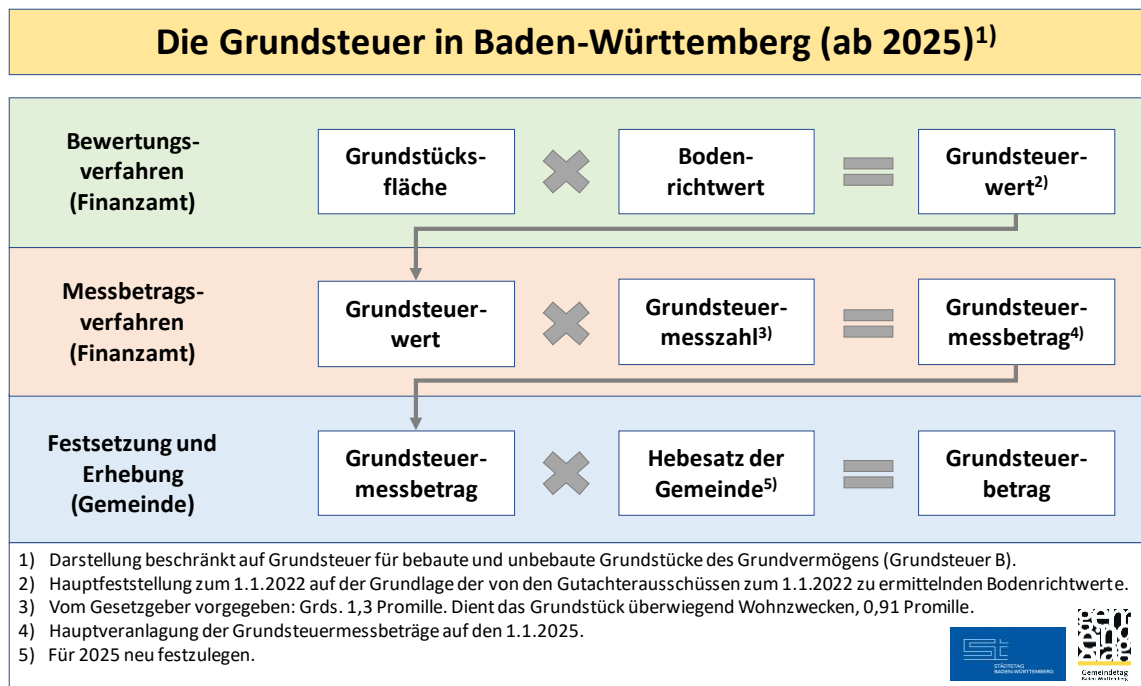 Die Grundsteuer in Baden-Württemberg (ab 2025)1)
Bewertungs-
verfahren
(Finanzamt)
Grundstücks-
fläche
Boden-
richtwert
Grundsteuer-
wert2)
Messbetrags-
verfahren
(Finanzamt)
Grundsteuer-
wert
Grundsteuer-
messzahl3)
Grundsteuer-
messbetrag4)
Festsetzung und
Erhebung
(Gemeinde)
Grundsteuer-
messbetrag
Hebesatz der
Gemeinde5)
Grundsteuer-
betrag
1) Darstellung beschränkt auf Grundsteuer für bebaute und unbebaute Grundstücke des Grundvermögens (Grundsteuer B).
2) Hauptfeststellung zum 1.1.2022 auf der Grundlage der von den Gutachterausschüssen zum 1.1.2022 zu ermittelnden Bodenrichtwerte.
3) Vom Gesetzgeber vorgegeben: Grds. 1,3 Promille. Dient das Grundstück überwiegend Wohnzwecken, 0,91 Promille.
4) Hauptveranlagung der Grundsteuermessbeträge auf den 1.1.2025.
5) Für 2025 neu festzulegen.
STÄDTETAG
BADEN-WÜRTTEMBERG
Gemeindetag
Baden-Württemberg